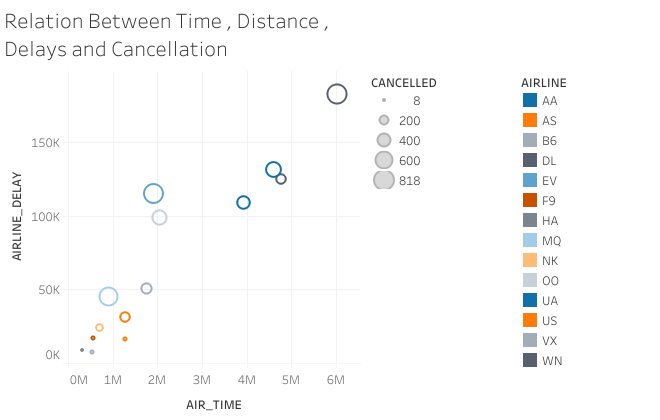 Relation Between Time , Distance ,
Delays and Cancellation
CANCELLED
8
200
400
600
818
AIRLINE
AA
AS
B6
DL
EV
F9
HA
MQ
NK
OO
UA
US
VX
WN
AIRLINE_DELAY
150K
100K
50K
0K
0M 1M 2M 3M 4M 5M 6M
AIR_TIME